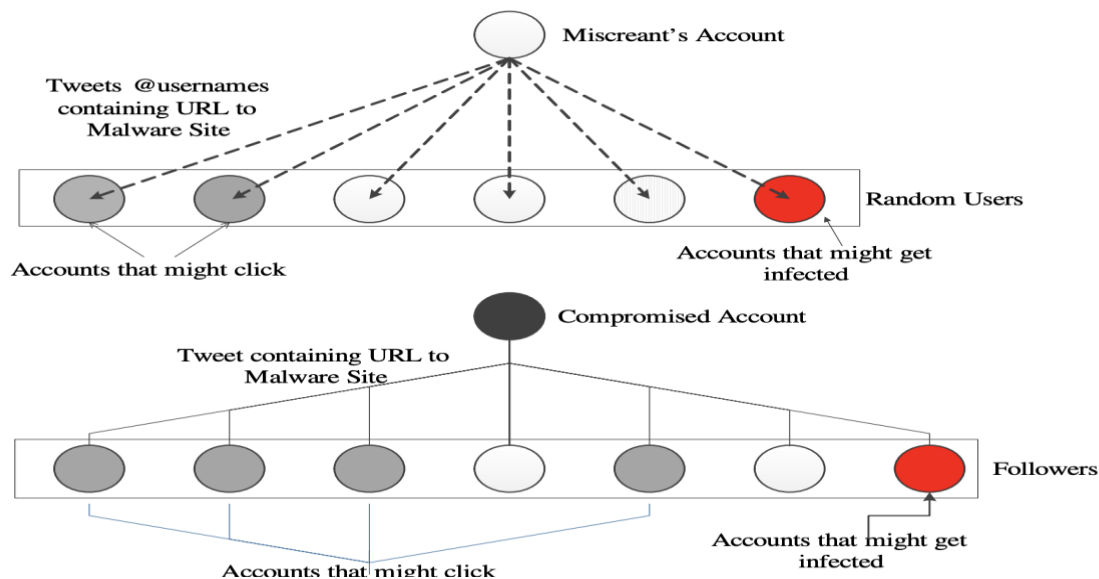 Miscreant's Account
Tweets @usernames
containing URL to
Malware Site
Random Users
Accounts that might click
Accounts that might get
infected
Compromised Account
Tweet containing URL to
Malware Site
Followers
Accounts that might get
infected
Accounts that might click